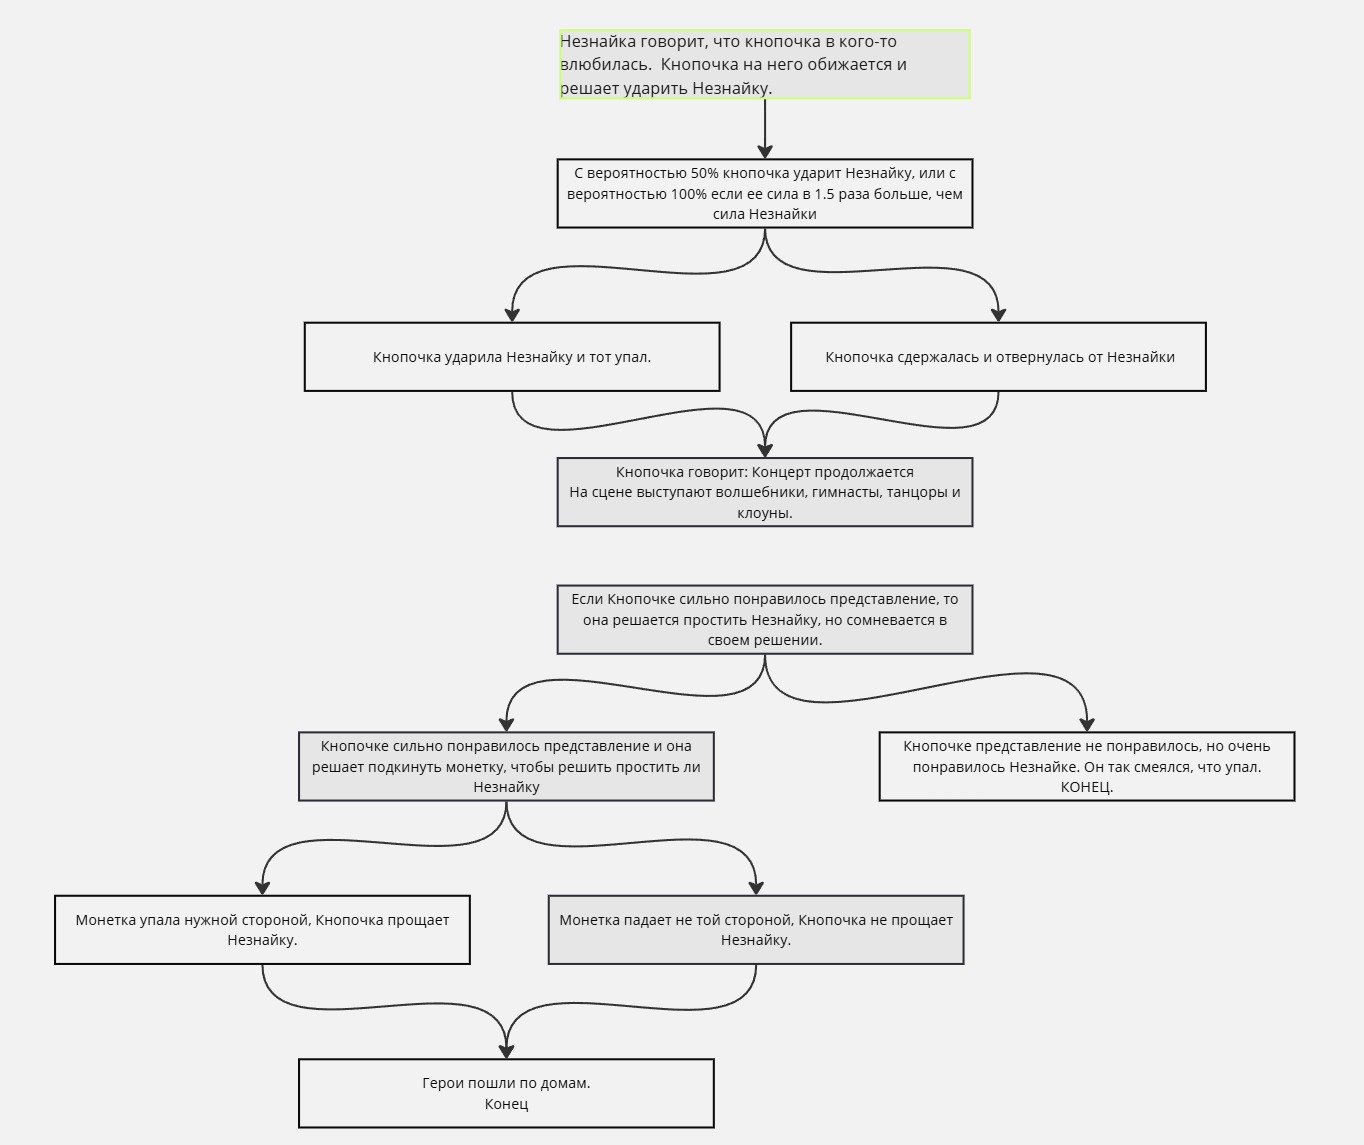 Незнайка говорит, что кнопочка в кого-то
влюбилась.  Кнопочка на него обижается и
решает ударить Незнайку.
С вероятностью 50% кнопочка ударит Незнайку, или с
вероятностью 100% если ее сила в 1.5 раза больше, чем
сила Незнайки
Кнопочка ударила Незнайку и тот упал.
Кнопочка сдержалась и отвернулась от Незнайки
Кнопочка говорит: Концерт продолжается
На сцене выступают волшебники, гимнасты, танцоры и
клоуны.
Если Кнопочке сильно понравилось представление, то
она решается простить Незнайку, но сомневается в
своем решении.
Кнопочке сильно понравилось представление и она
решает подкинуть монетку, чтобы решить простить ли
Незнайку
Кнопочке представление не понравилось, но очень
понравилось Незнайке. Он так смеялся, что упал.
КОНЕЦ.
Монетка упала нужной стороной, Кнопочка прощает
Незнайку.
Монетка падает не той стороной, Кнопочка не прощает
Незнайку.
Герои пошли по домам.
Конец